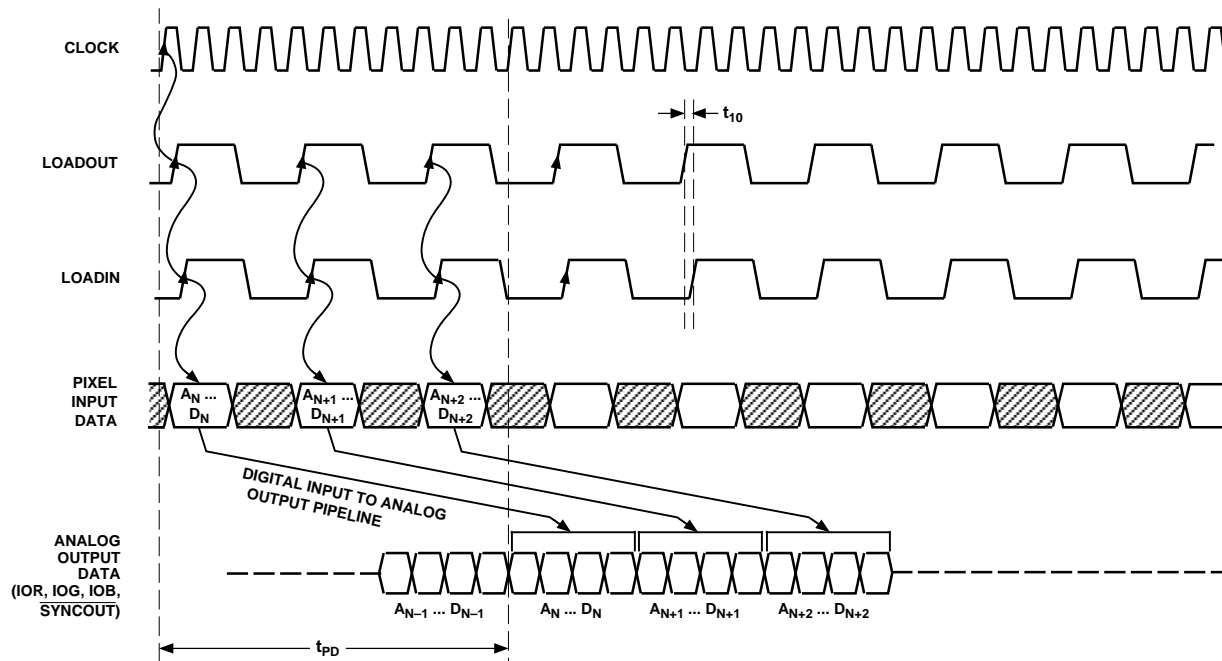 CLOCK
t10
LOADOUT
LOADIN
PIXEL
INPUT
DATA
AN ...
DN
AN+1 ...
DN+1
AN+2 ...
DN+2
DIGITAL INPUT TO ANALOG
OUTPUT PIPELINE
ANALOG
OUTPUT
DATA
(IOR, IOG, IOB,
SYNCOUT)
AN–1 ... DN–1
AN ... DN
AN+1 ... DN+1
AN+2 ... DN+2
tPD